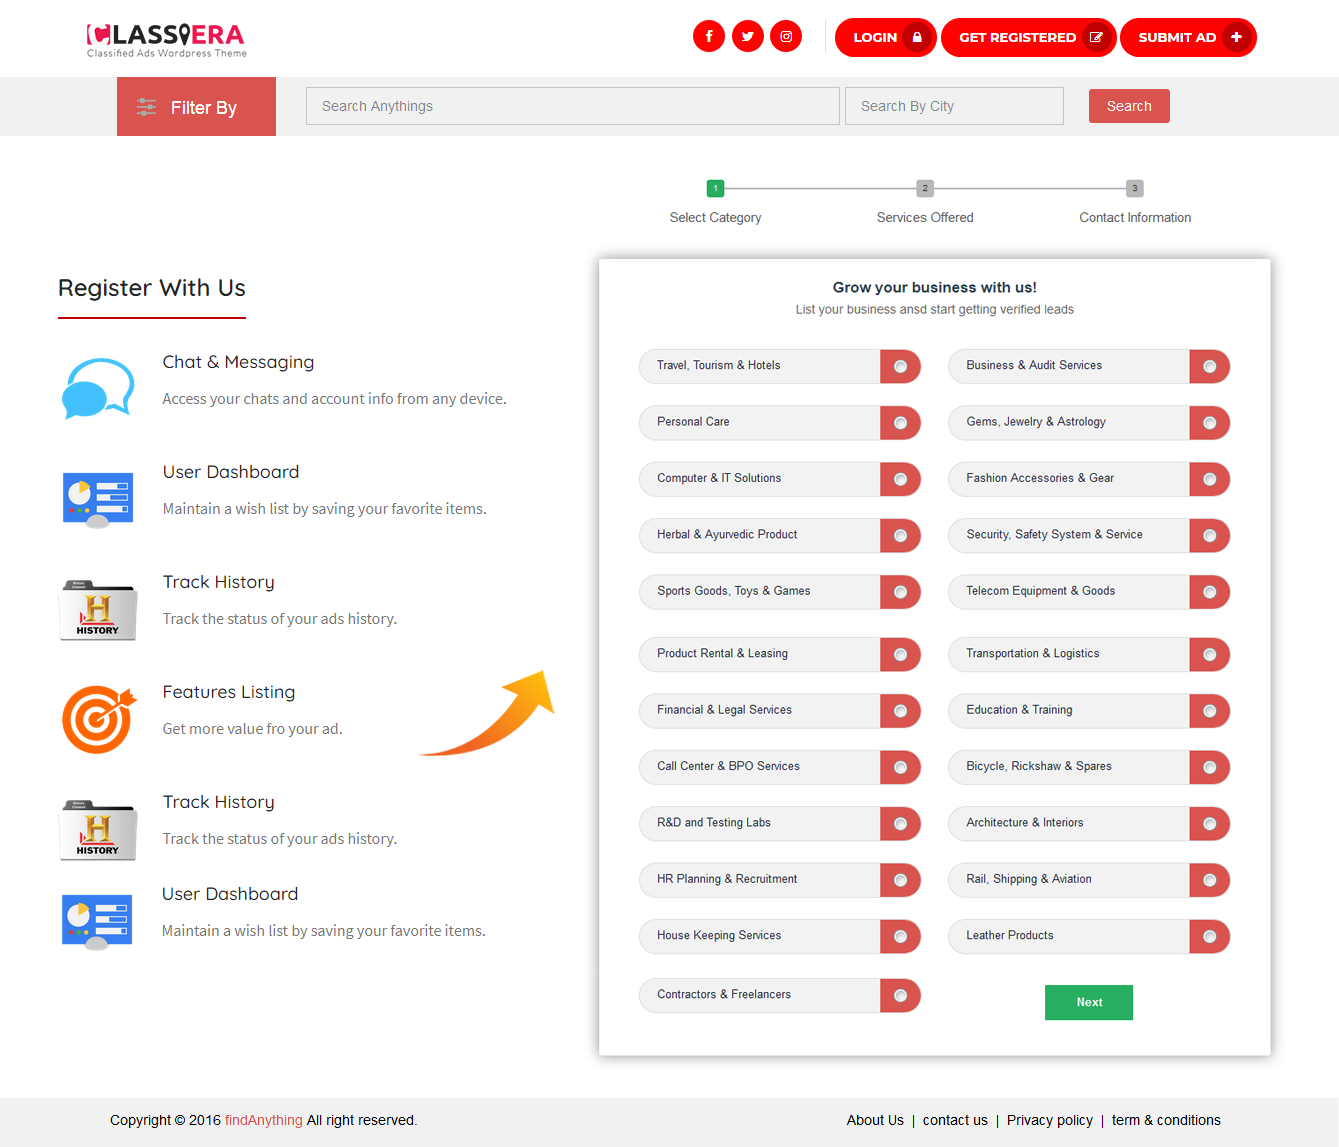 CLASSIERA
Classified Ads Wordpress Theme
LOGIN
GET REGISTERED
SUBMIT AD
Filter By
Search Anythings
Search By City
Search
1
2
3
Select Category
Services Offered
Contact Information
Register With Us
Chat & Messaging
Access your chats and account info from any device.
User Dashboard
Maintain a wish list by saving your favorite items.
History
Channel
H
HISTORY
Track History
Track the status of your ads history.
Features Listing
Get more value fro your ad.
History
Channel
H
HISTORY
Track History
Track the status of your ads history.
User Dashboard
Maintain a wish list by saving your favorite items.
Grow your business with us!
List your business ansd start getting verified leads
Travel, Tourism & Hotels
Business & Audit Services
Personal Care
Gems, Jewelry & Astrology
Computer & IT Solutions
Fashion Accessories & Gear
Herbal & Ayurvedic Product
Security, Safety System & Service
Sports Goods, Toys & Games
Telecom Equipment & Goods
Product Rental & Leasing
Transportation & Logistics
Financial & Legal Services
Education & Training
Call Center & BPO Services
Bicycle, Rickshaw & Spares
R&D and Testing Labs
Architecture & Interiors
HR Planning & Recruitment
Rail, Shipping & Aviation
House Keeping Services
Leather Products
Contractors & Freelancers
Next
Copyright © 2016 findAnything All right reserved.
About Us | contact us | Privacy policy | term & conditions